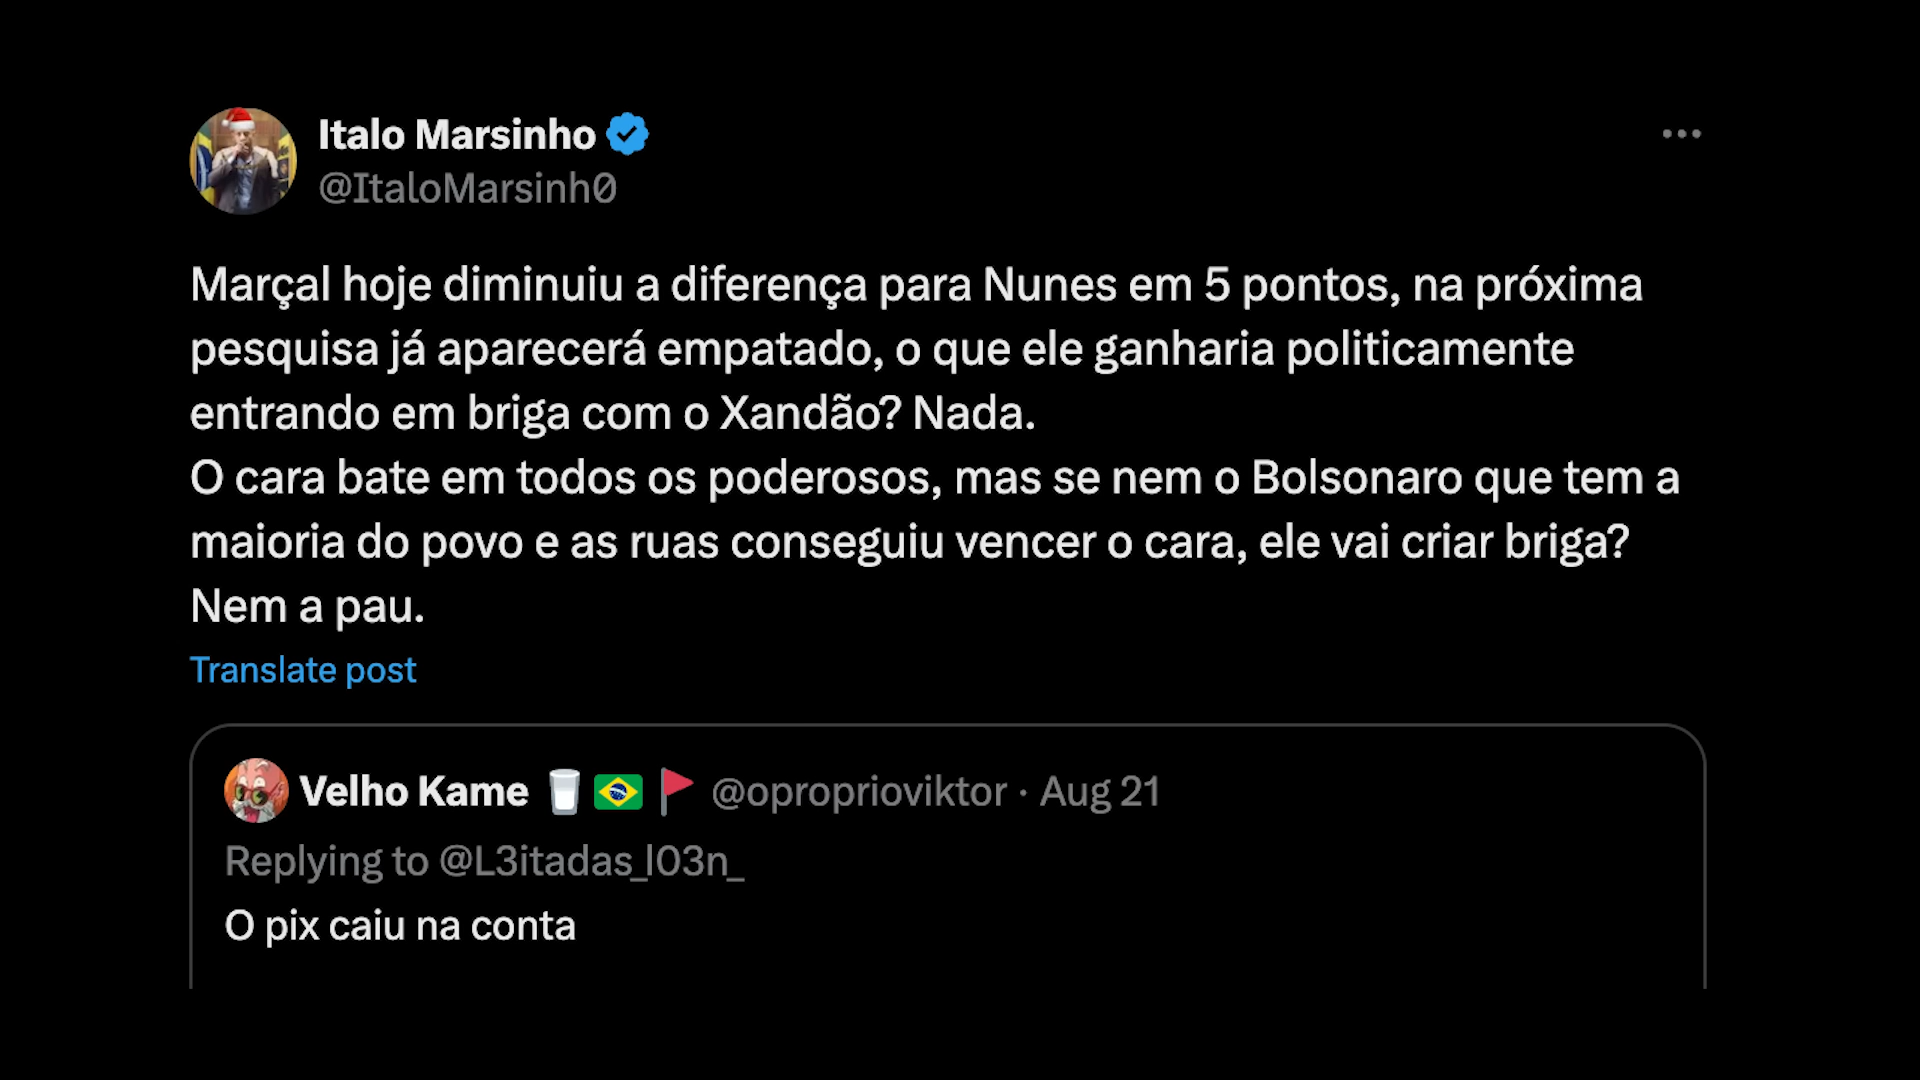 Italo Marsinho
@ItaloMarsinh0
Marçal hoje diminuiu a diferença para Nunes em 5 pontos, na próxima
pesquisa já aparecerá empatado, o que ele ganharia politicamente
entrando em briga com o Xandão? Nada.
O cara bate em todos os poderosos, mas se nem o Bolsonaro que tem a
maioria do povo e as ruas conseguiu vencer o cara, ele vai criar briga?
Nem a pau.
Translate post
Velho Kame 🥛🇧🇷🚩 @oproprioviktor · Aug 21
Replying to @L3itadas_l03n_
O pix caiu na conta